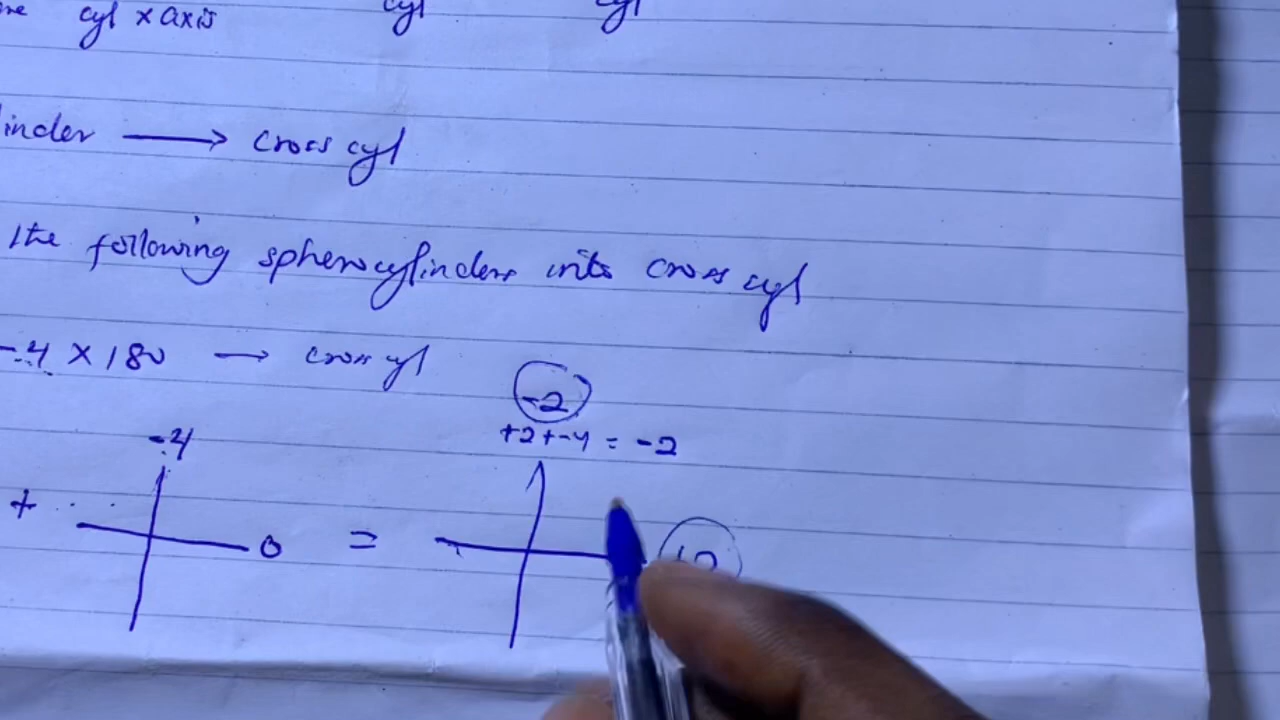 cyl x axis cyl cyl
cross cyl
the following spherocylinders into cross cyl
-4 X 180 → cross cyl
-2
-4 +2+-4 = -2
+ 0 = +2